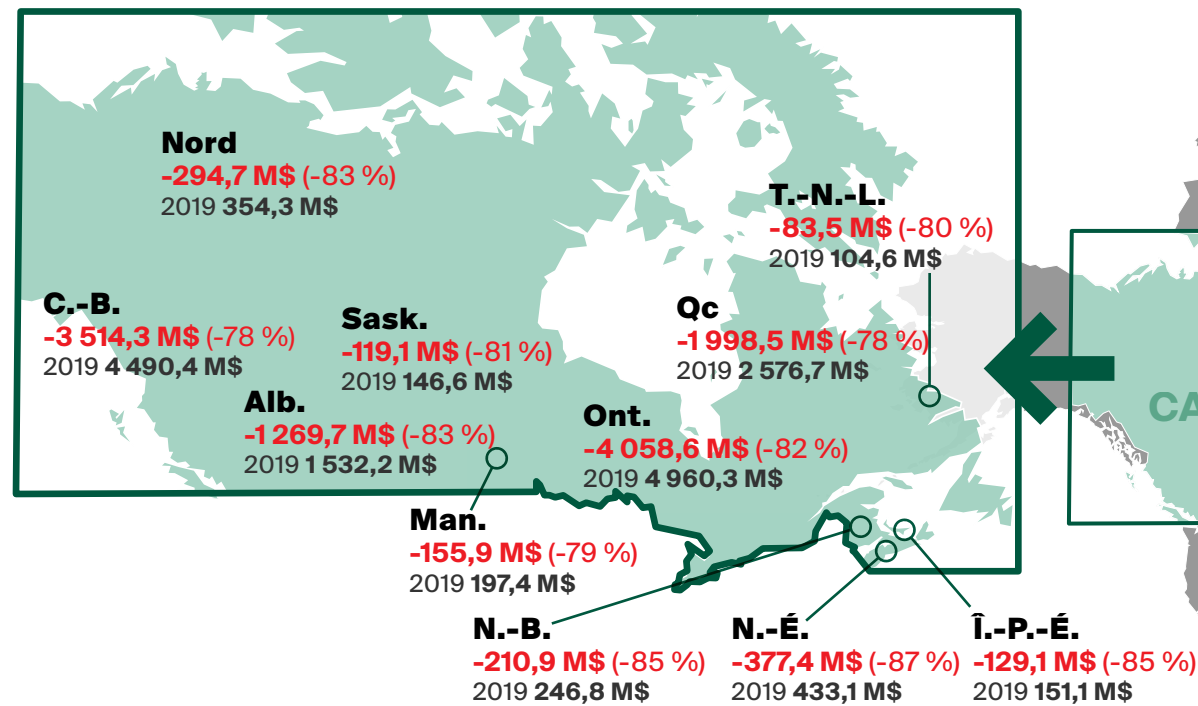 Nord
-294,7 M$ (-83 %)
2019 354,3 M$
T.-N.-L.
-83,5 M$ (-80 %)
2019 104,6 M$
C.-B.
-3 514,3 M$ (-78 %)
2019 4 490,4 M$
Sask.
-119,1 M$ (-81 %)
2019 146,6 M$
Qc
-1 998,5 M$ (-78 %)
2019 2 576,7 M$
Alb.
-1 269,7 M$ (-83 %)
2019 1 532,2 M$
Ont.
-4 058,6 M$ (-82 %)
2019 4 960,3 M$
CA
Man.
-155,9 M$ (-79 %)
2019 197,4 M$
N.-B.
-210,9 M$ (-85 %)
2019 246,8 M$
N.-É.
-377,4 M$ (-87 %)
2019 433,1 M$
Î.-P.-É.
-129,1 M$ (-85 %)
2019 151,1 M$